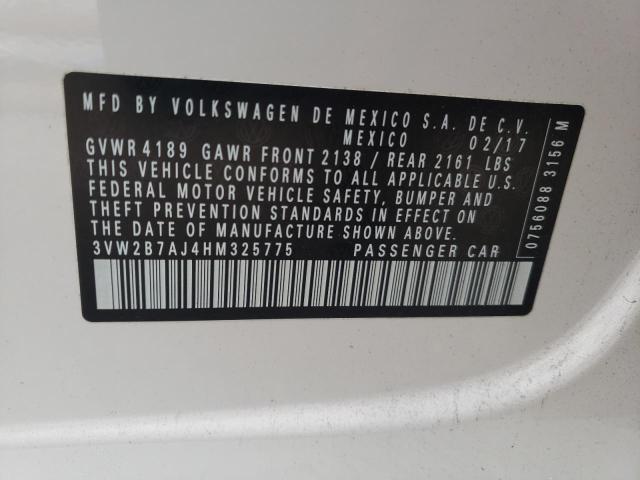 MFD BY VOLKSWAGEN DE MEXICO S.A. DE C.V.
MEXICO 02/17
GVWR 4189 GAWR FRONT 2138 / REAR 2161 LBS
THIS VEHICLE CONFORMS TO ALL APPLICABLE U.S.
FEDERAL MOTOR VEHICLE SAFETY, BUMPER AND
THEFT PREVENTION STANDARDS IN EFFECT ON
THE DATE OF MANUFACTURE SHOWN ABOVE.
3VW2B7AJ4HM325775 PASSENGER CAR
0756088 3156 M